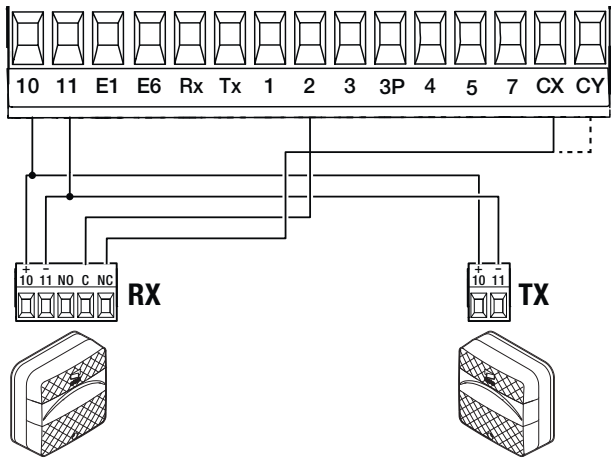 10 11 E1 E6 Rx Tx 1 2 3 3P 4 5 7 CX CY
+ −
10 11 NO C NC
RX
+ −
10 11
TX